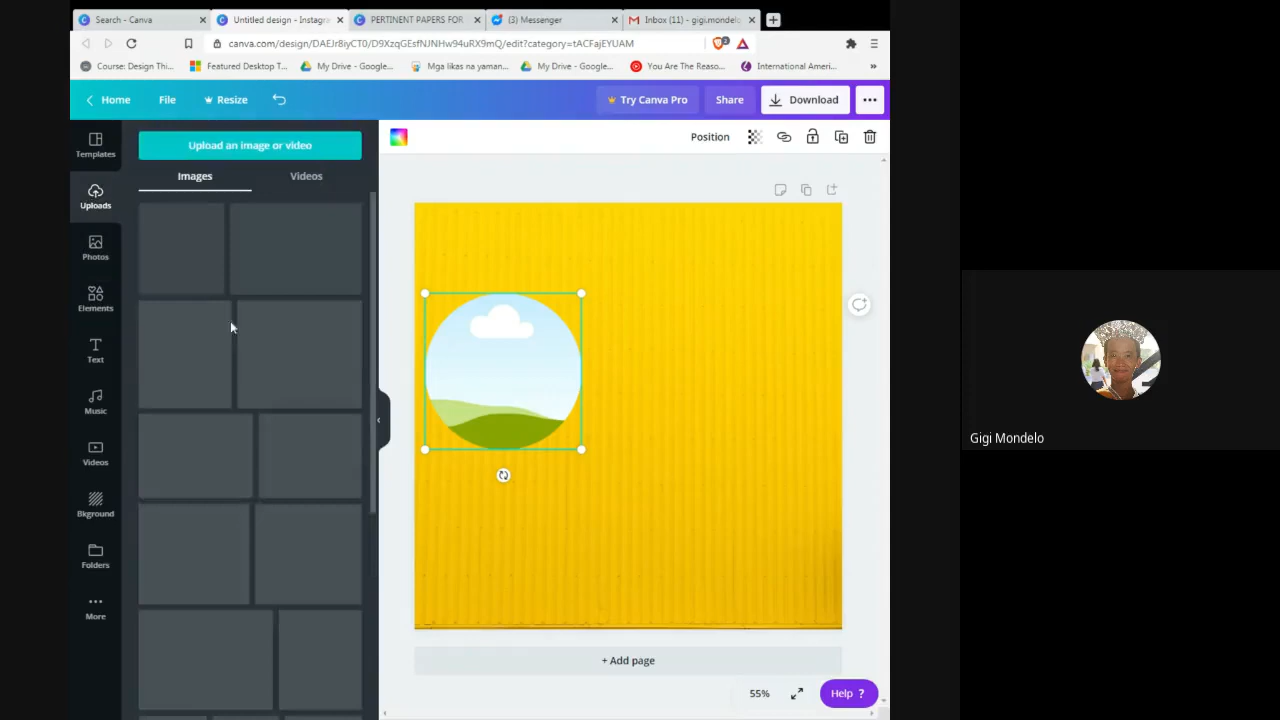 Search - Canva
Untitled design - Instagra
PERTINENT PAPERS FOR
(3) Messenger
Inbox (11) - gigi.mondelo
canva.com/design/DAEJr8iyCT0/D9XzqGEsfNJNHw94uRX9mQ/edit?category=tACFajEYUAM
Course: Design Thi...
Featured Desktop T...
My Drive - Google...
Mga likas na yaman...
My Drive - Google...
You Are The Reaso...
International Ameri...
»
Home
File
Resize
Try Canva Pro
Share
Download
Templates
Upload an image or video
Position
Images
Videos
Uploads
Photos
Elements
Text
Music
Videos
Bkground
Folders
More
+ Add page
55%
Help ?
Gigi Mondelo